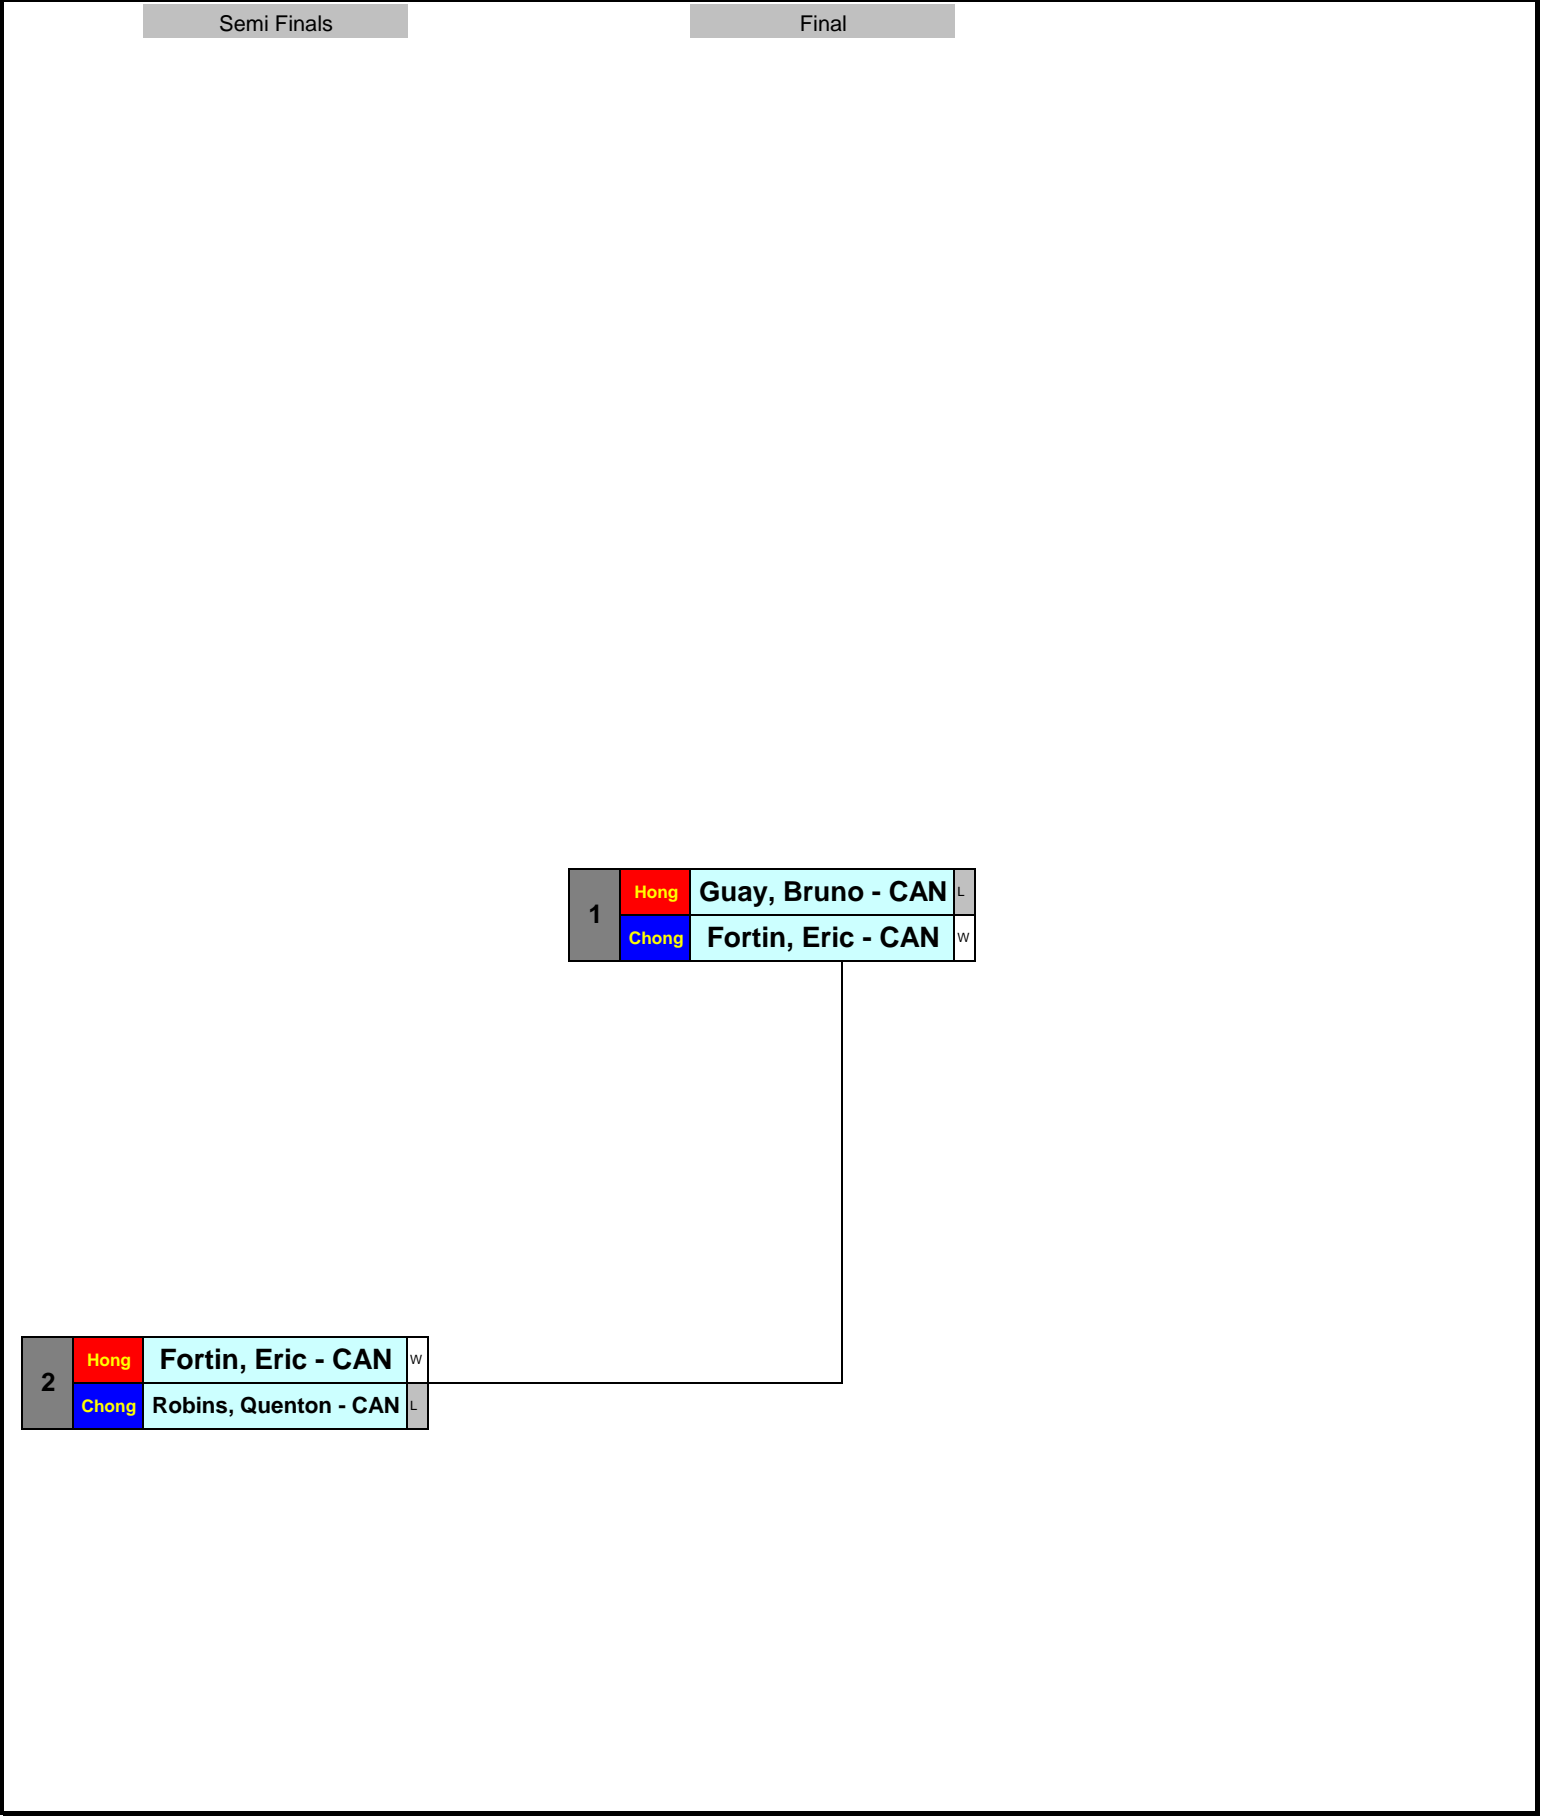 Semi Finals
Final
1
Hong
Guay, Bruno - CAN
L
Chong
Fortin, Eric - CAN
W
2
Hong
Fortin, Eric - CAN
W
Chong
Robins, Quenton - CAN
L